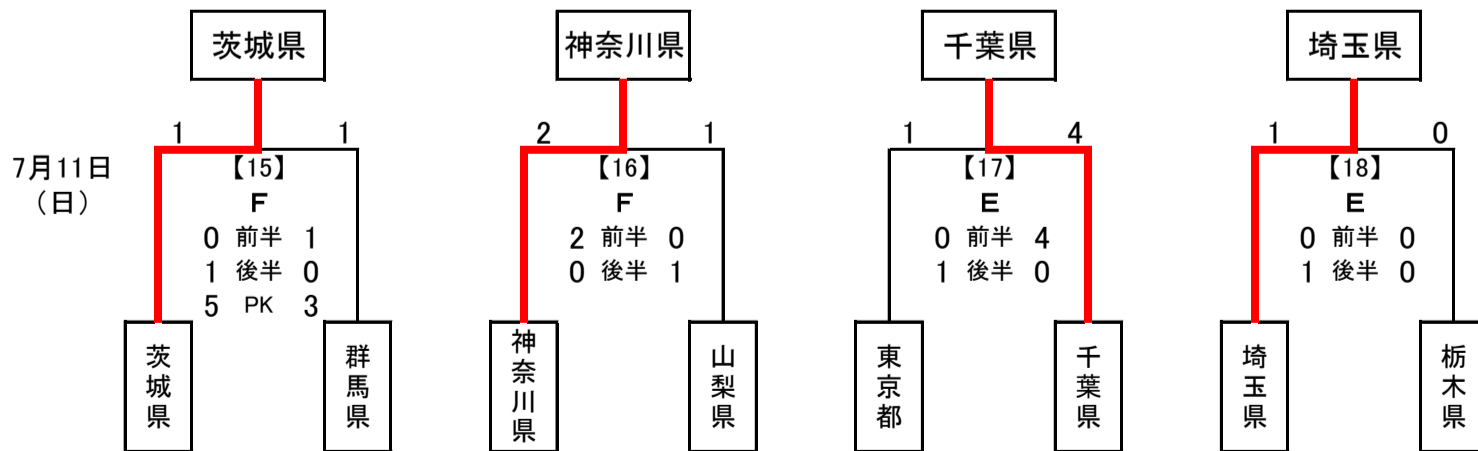 茨城県 神奈川県 千葉県 埼玉県
1 1 2 1 1 4 1 0
7月11日 【15】 【16】 【17】 【18】
(日) F F E E
0 前半 1 2 前半 0 0 前半 4 0 前半 0
1 後半 0 0 後半 1 1 後半 0 1 後半 0
5 PK 3
茨城県 群馬県 神奈川県 山梨県 東京都 千葉県 埼玉県 栃木県